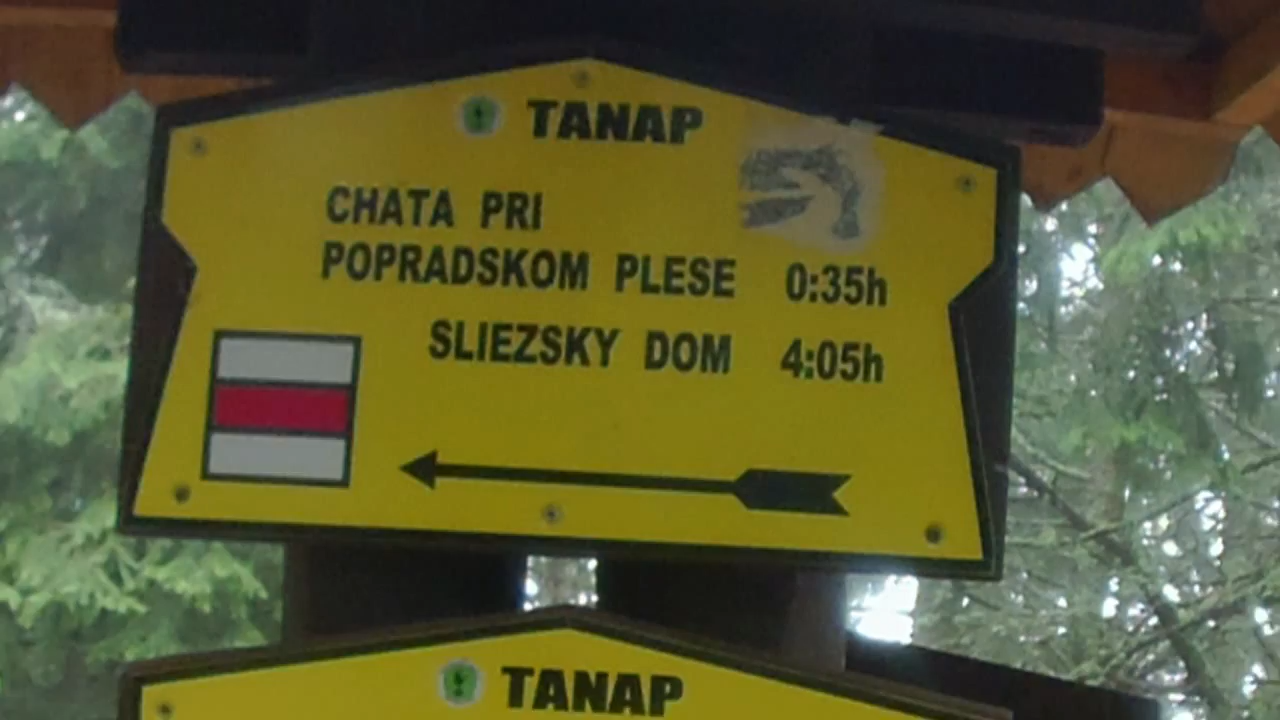 TANAP
CHATA PRI
POPRADSKOM PLESE 0:35h
SLIEZSKY DOM 4:05h
TANAP